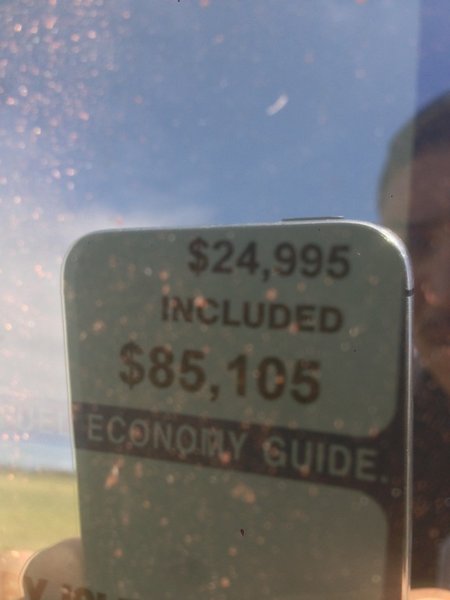 $24,995
INCLUDED
$85,105
ECONOMY GUIDE.